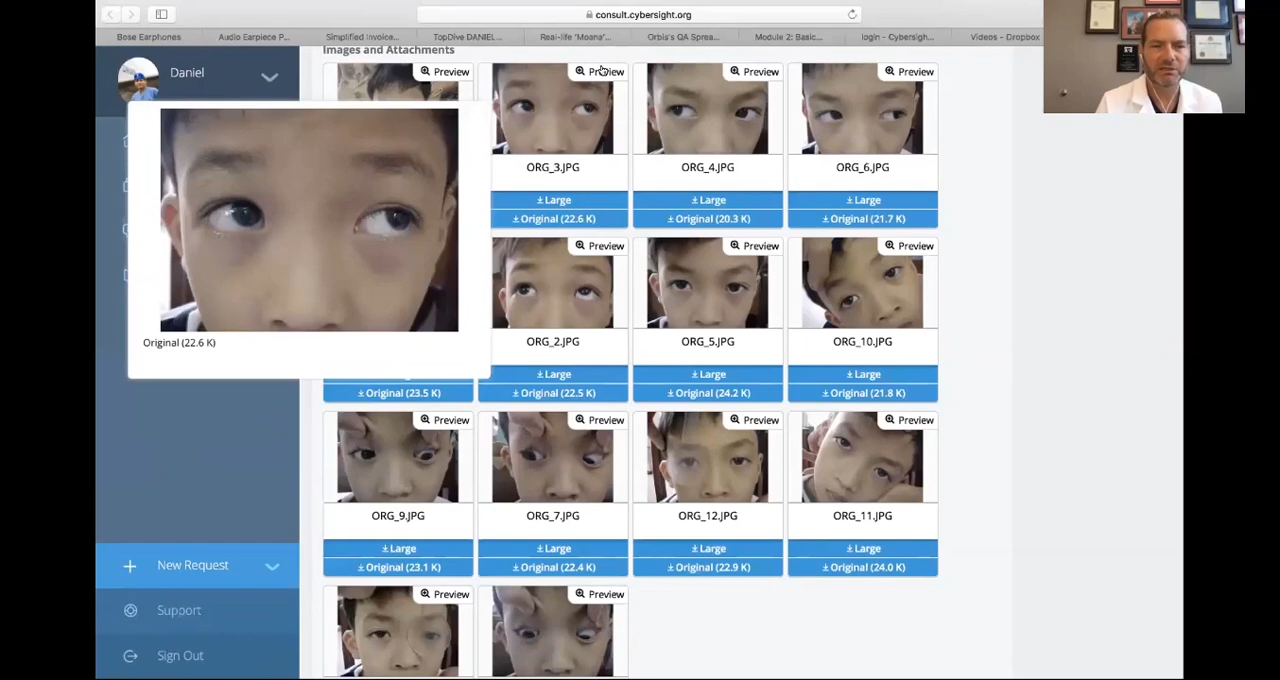 consult.cybersight.org
Bose Earphones
Audio Earpiece P...
Simplified Invoice...
TopDive DANIEL...
Real-life 'Moana'...
Orbis's QA Sprea...
Module 2: Basic...
login - Cybersigh...
Videos - Dropbox
Images and Attachments
Daniel
Preview
Preview
Preview
Preview
ORG_3.JPG
ORG_4.JPG
ORG_6.JPG
Large
Large
Large
Original (22.6 K)
Original (20.3 K)
Original (21.7 K)
Original (22.6 K)
Preview
Preview
Preview
ORG_2.JPG
ORG_5.JPG
ORG_10.JPG
Large
Large
Large
Original (23.5 K)
Original (22.5 K)
Original (24.2 K)
Original (21.8 K)
Preview
Preview
Preview
Preview
ORG_9.JPG
ORG_7.JPG
ORG_12.JPG
ORG_11.JPG
Large
Large
Large
Large
Original (23.1 K)
Original (22.4 K)
Original (22.9 K)
Original (24.0 K)
New Request
Support
Sign Out
Preview
Preview